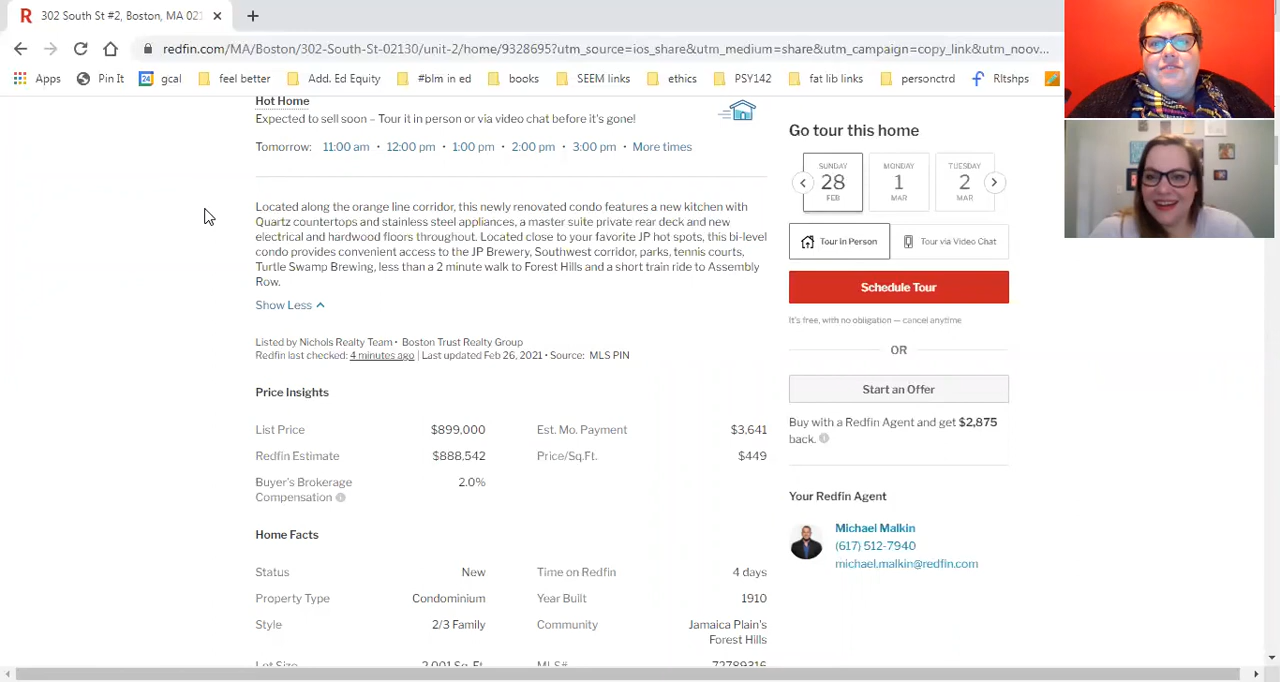 302 South St #2, Boston, MA 021
redfin.com/MA/Boston/302-South-St-02130/unit-2/home/9328695?utm_source=ios_share&utm_medium=share&utm_campaign=copy_link&utm_noov...
Apps Pin It gcal feel better Add. Ed Equity #blm in ed books SEEM links ethics PSY142 fat lib links personctrd Rltshps
Hot Home
Expected to sell soon – Tour it in person or via video chat before it's gone!
Tomorrow: 11:00 am • 12:00 pm • 1:00 pm • 2:00 pm • 3:00 pm • More times
Located along the orange line corridor, this newly renovated condo features a new kitchen with
Quartz countertops and stainless steel appliances, a master suite private rear deck and new
electrical and hardwood floors throughout. Located close to your favorite JP hot spots, this bi-level
condo provides convenient access to the JP Brewery, Southwest corridor, parks, tennis courts,
Turtle Swamp Brewing, less than a 2 minute walk to Forest Hills and a short train ride to Assembly
Row.
Show Less
Listed by Nichols Realty Team • Boston Trust Realty Group
Redfin last checked: 4 minutes ago | Last updated Feb 26, 2021 • Source: MLS PIN
Price Insights
List Price $899,000 Est. Mo. Payment $3,641
Redfin Estimate $888,542 Price/Sq.Ft. $449
Buyer's Brokerage 2.0%
Compensation
Home Facts
Status New Time on Redfin 4 days
Property Type Condominium Year Built 1910
Style 2/3 Family Community Jamaica Plain's
Forest Hills
Lot Size 2,001 Sq. Ft. MLS# 72789316
Go tour this home
SUNDAY MONDAY TUESDAY
28 1 2
FEB MAR MAR
Tour In Person Tour via Video Chat
Schedule Tour
It's free, with no obligation — cancel anytime
OR
Start an Offer
Buy with a Redfin Agent and get $2,875
back.
Your Redfin Agent
Michael Malkin
(617) 512-7940
michael.malkin@redfin.com